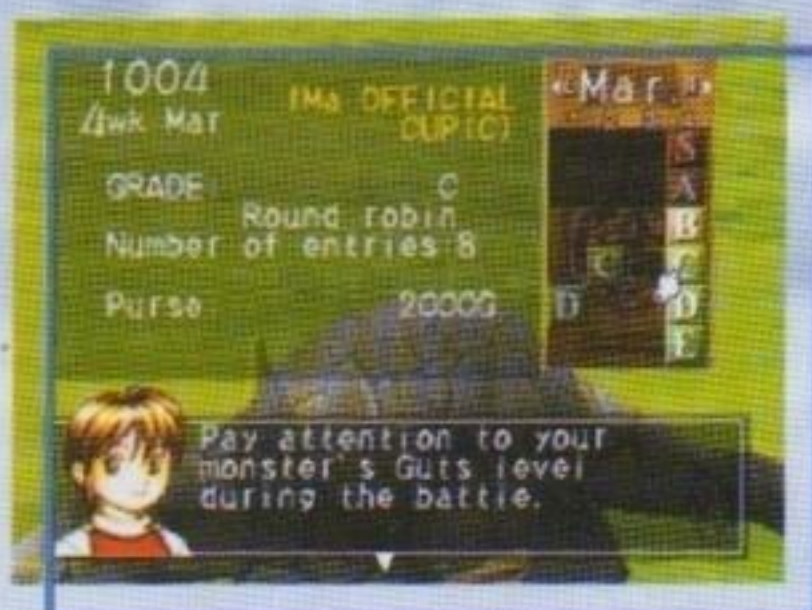 1004
4wk Mar
IMa OFFICIAL
CUP(C)
GRADE: C
Round robin
Number of entries:8
Purse: 2000G
Mar.
S
A
B
C C
D D
E
Pay attention to your
monster's Guts level
during the battle.